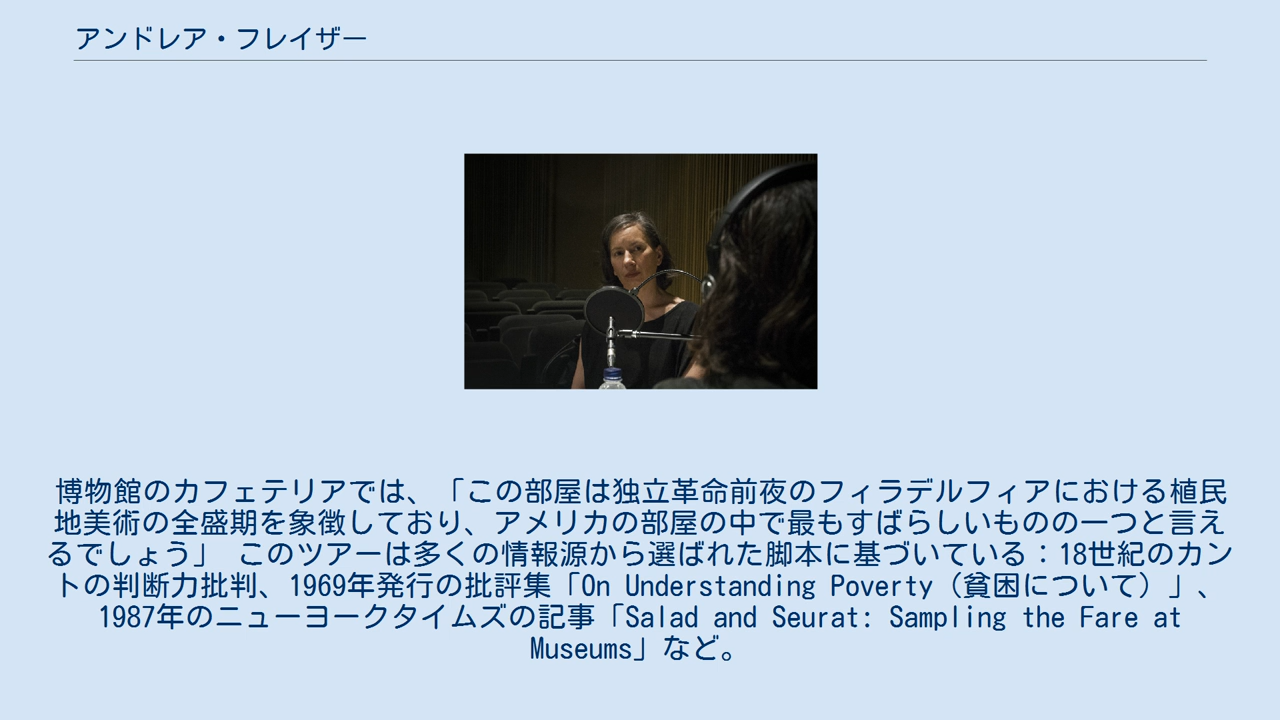 アンドレア・フレイザー
博物館のカフェテリアでは、「この部屋は独立革命前夜のフィラデルフィアにおける植民
地美術の全盛期を象徴しており、アメリカの部屋の中で最もすばらしいものの一つと言え
るでしょう」 このツアーは多くの情報源から選ばれた脚本に基づいている：18世紀のカン
トの判断力批判、1969年発行の批評集「On Understanding Poverty（貧困について）」、
1987年のニューヨークタイムズの記事「Salad and Seurat: Sampling the Fare at
Museums」など。